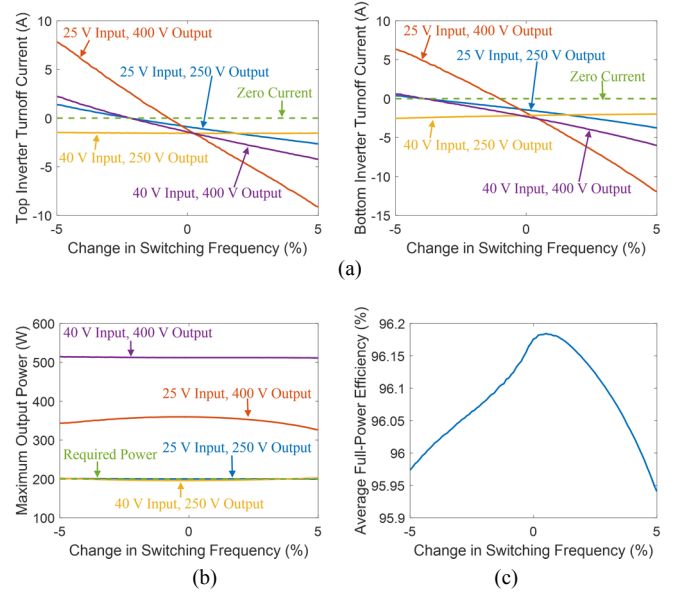 Top Inverter Turnoff Current (A)
10
5
0
-5
-10
25 V Input, 400 V Output
25 V Input, 250 V Output
Zero Current
40 V Input, 250 V Output
40 V Input, 400 V Output
-5
0
5
Change in Switching Frequency (%)
Bottom Inverter Turnoff Current (A)
10
5
0
-5
-10
-15
25 V Input, 400 V Output
25 V Input, 250 V Output
Zero Current
40 V Input, 250 V Output
40 V Input, 400 V Output
-5
0
5
Change in Switching Frequency (%)
(a)
Maximum Output Power (W)
600
500
400
300
200
100
40 V Input, 400 V Output
25 V Input, 400 V Output
Required Power
25 V Input, 250 V Output
40 V Input, 250 V Output
-5
0
5
Change in Switching Frequency (%)
(b)
Average Full-Power Efficiency (%)
96.2
96.15
96.1
96.05
96
95.95
95.9
-5
0
5
Change in Switching Frequency (%)
(c)